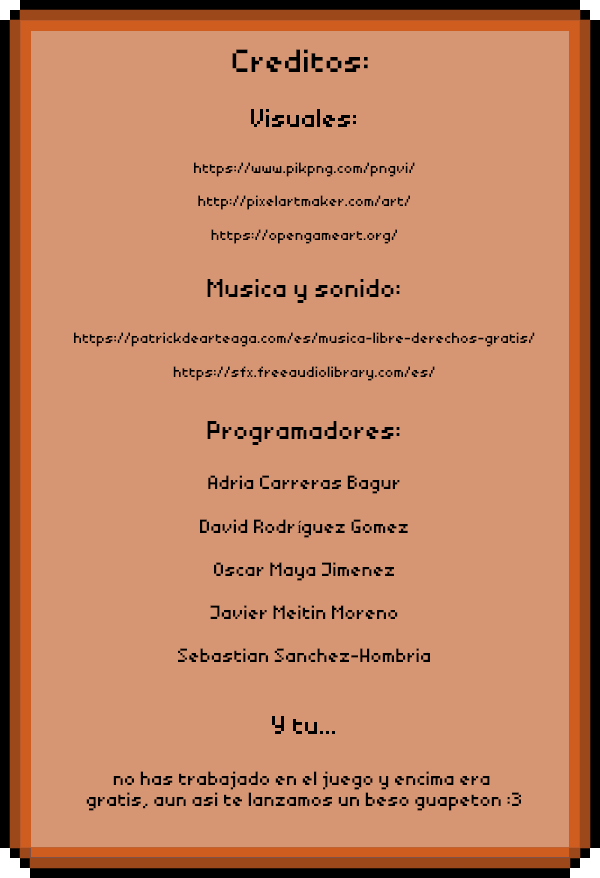 Creditos:
Visuales:
https://www.pikpng.com/pngvi/
http://pixelartmaker.com/art/
https://opengameart.org/
Musica y sonido:
https://patrickdearteaga.com/es/musica-libre-derechos-gratis/
https://sfx.freeaudiolibrary.com/es/
Programadores:
Adria Carreras Bagur
David Rodríguez Gomez
Oscar Maya Jimenez
Javier Meitin Moreno
Sebastian Sanchez-Hombria
Y tu...
no has trabajado en el juego y encima era
gratis, aun asi te lanzamos un beso guapeton :3